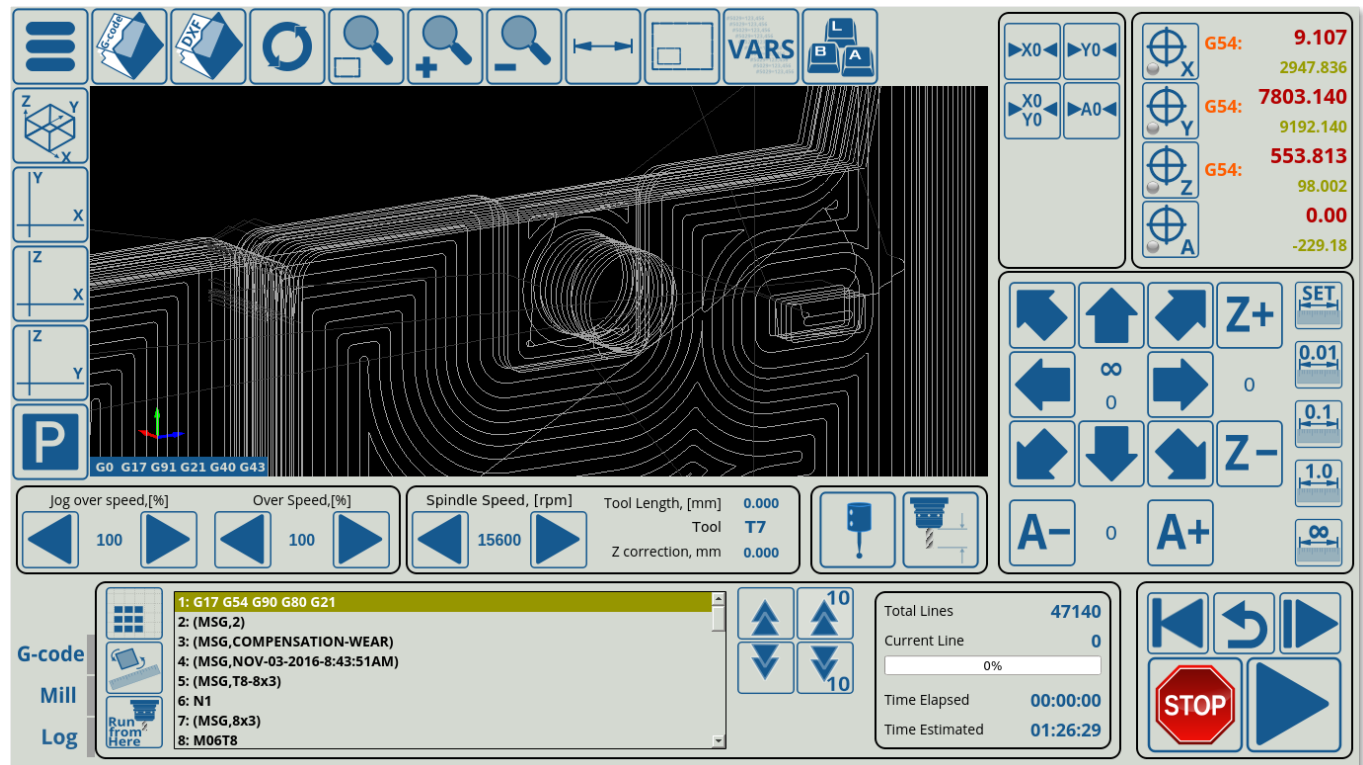 G-code
DXF
VARS
L
B
A
►X0◄
►Y0◄
X0
►Y0◄
►A0◄
X
G54:
9.107
2947.836
Y
G54:
7803.140
9192.140
Z
G54:
553.813
98.002
A
0.00
-229.18
Z
Y
X
Y
X
Z
X
Z
Y
P
G0 G17 G91 G21 G40 G43
Z+
∞
0
0
Z−
A−
0
A+
SET
0.01
0.1
1.0
∞
Jog over speed,[%]
100
Over Speed,[%]
100
Spindle Speed, [rpm]
15600
Tool Length, [mm] 0.000
Tool T7
Z correction, mm 0.000
G-code
Mill
Log
Run
from
Here
1: G17 G54 G90 G80 G21
2: (MSG,2)
3: (MSG,COMPENSATION-WEAR)
4: (MSG,NOV-03-2016-8:43:51AM)
5: (MSG,T8-8x3)
6: N1
7: (MSG,8x3)
8: M06T8
10
10
Total Lines 47140
Current Line 0
0%
Time Elapsed 00:00:00
Time Estimated 01:26:29
STOP